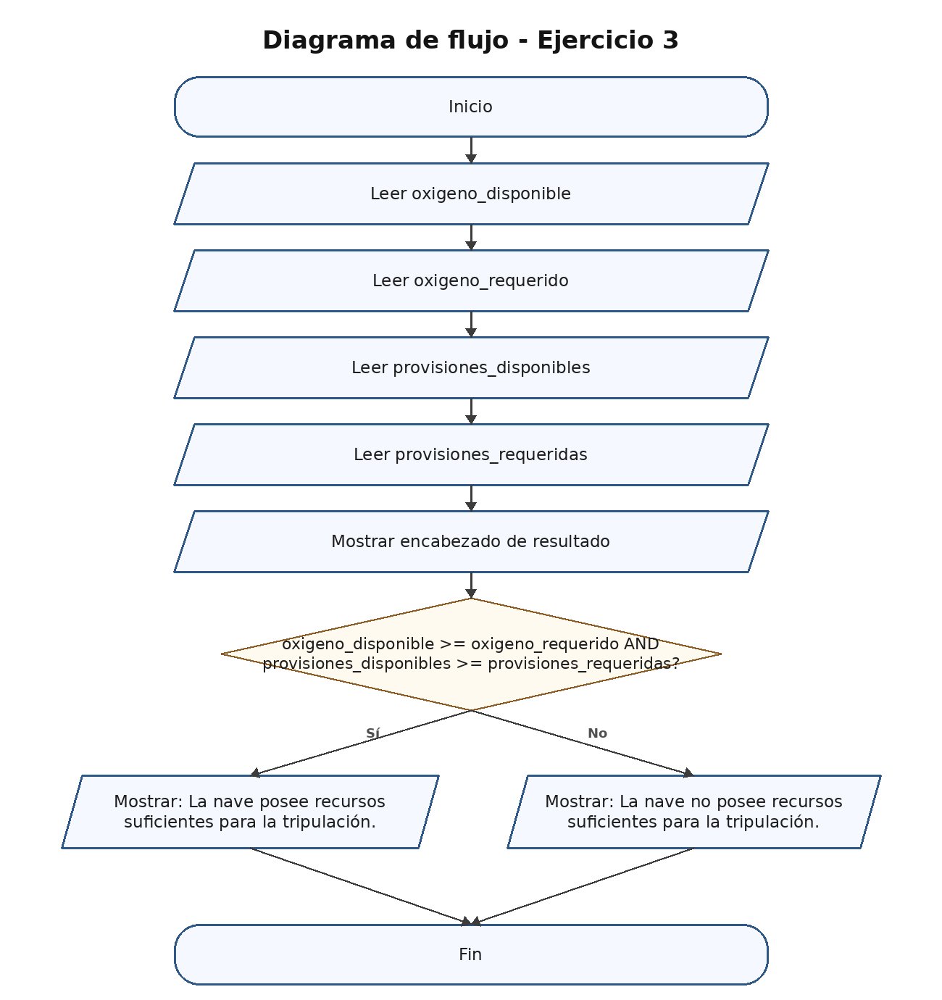 Diagrama de flujo - Ejercicio 3
Inicio
Leer oxigeno_disponible
Leer oxigeno_requerido
Leer provisiones_disponibles
Leer provisiones_requeridas
Mostrar encabezado de resultado
oxigeno_disponible >= oxigeno_requerido AND
provisiones_disponibles >= provisiones_requeridas?
Sí
No
Mostrar: La nave posee recursos
suficientes para la tripulación.
Mostrar: La nave no posee recursos
suficientes para la tripulación.
Fin